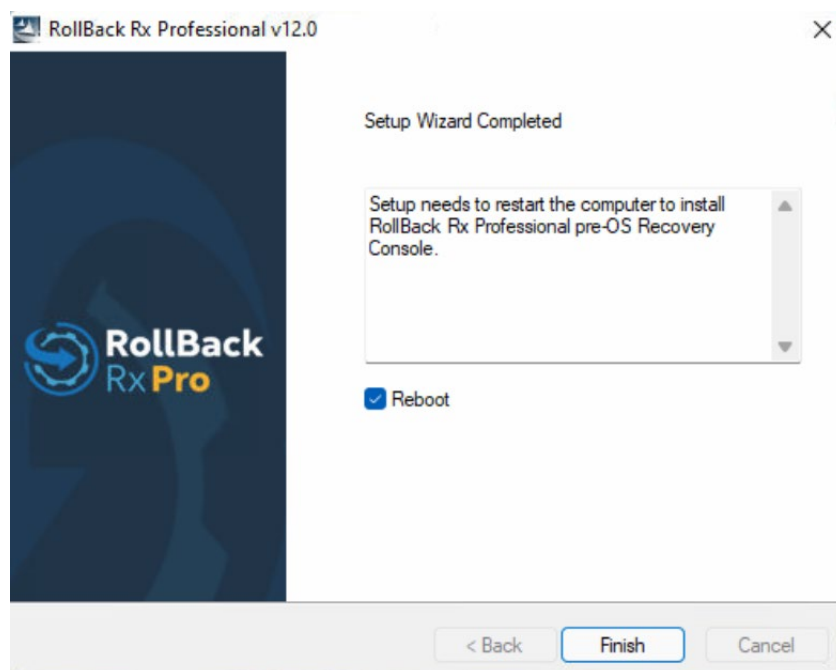 RollBack Rx Professional v12.0
Setup Wizard Completed
Setup needs to restart the computer to install
RollBack Rx Professional pre-OS Recovery
Console.
RollBack
Rx Pro
Reboot
< Back
Finish
Cancel